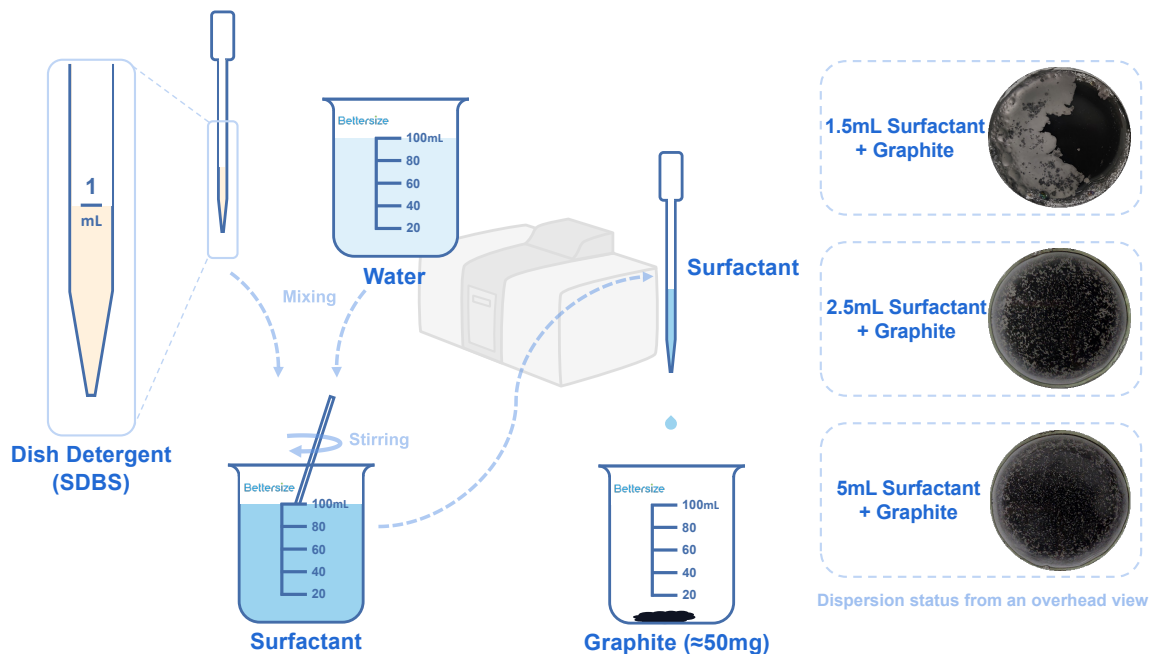 1
mL
Dish Detergent
(SDBS)
Bettersize
100mL
80
60
40
20
Water
Mixing
Stirring
Bettersize
100mL
80
60
40
20
Surfactant
Surfactant
Bettersize
100mL
80
60
40
20
Graphite (≈50mg)
1.5mL Surfactant
+ Graphite
2.5mL Surfactant
+ Graphite
5mL Surfactant
+ Graphite
Dispersion status from an overhead view